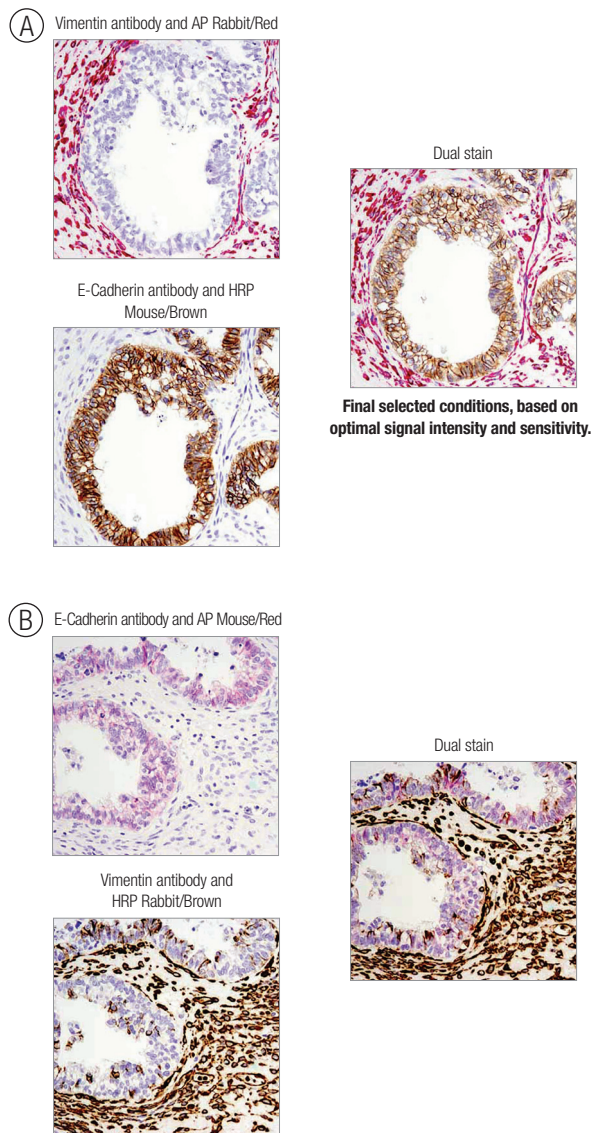 A
Vimentin antibody and AP Rabbit/Red
Dual stain
E-Cadherin antibody and HRP
Mouse/Brown
Final selected conditions, based on
optimal signal intensity and sensitivity.
B
E-Cadherin antibody and AP Mouse/Red
Dual stain
Vimentin antibody and
HRP Rabbit/Brown